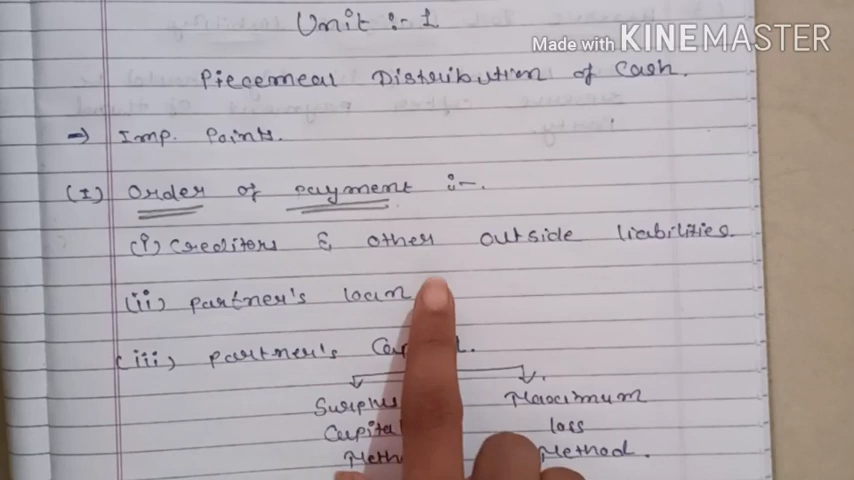 Unit :- 1
Made with KINEMASTER
Piecemeal Distribution of Cash.
→ Imp. Points.
(I) Order of payment :-.
(i) Creditors & other outside liabilities.
(ii) partner's loan
(iii) partner's
Surplus Maximum
Capital loss
Method.